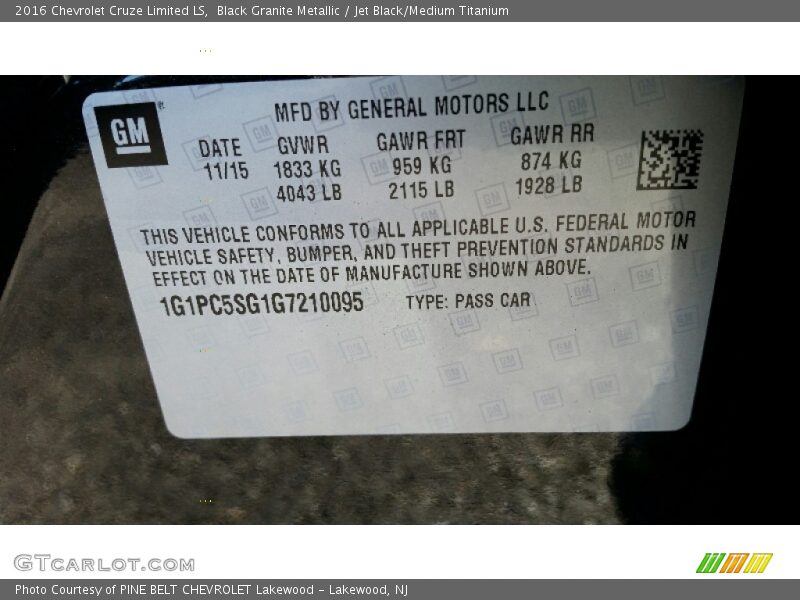 2016 Chevrolet Cruze Limited LS,  Black Granite Metallic / Jet Black/Medium Titanium
GM
MFD BY GENERAL MOTORS LLC
DATE GVWR GAWR FRT GAWR RR
11/15 1833 KG 959 KG 874 KG
4043 LB 2115 LB 1928 LB
THIS VEHICLE CONFORMS TO ALL APPLICABLE U.S. FEDERAL MOTOR
VEHICLE SAFETY, BUMPER, AND THEFT PREVENTION STANDARDS IN
EFFECT ON THE DATE OF MANUFACTURE SHOWN ABOVE.
1G1PC5SG1G7210095 TYPE: PASS CAR
GTcarlot.com
Photo Courtesy of PINE BELT CHEVROLET Lakewood - Lakewood, NJ